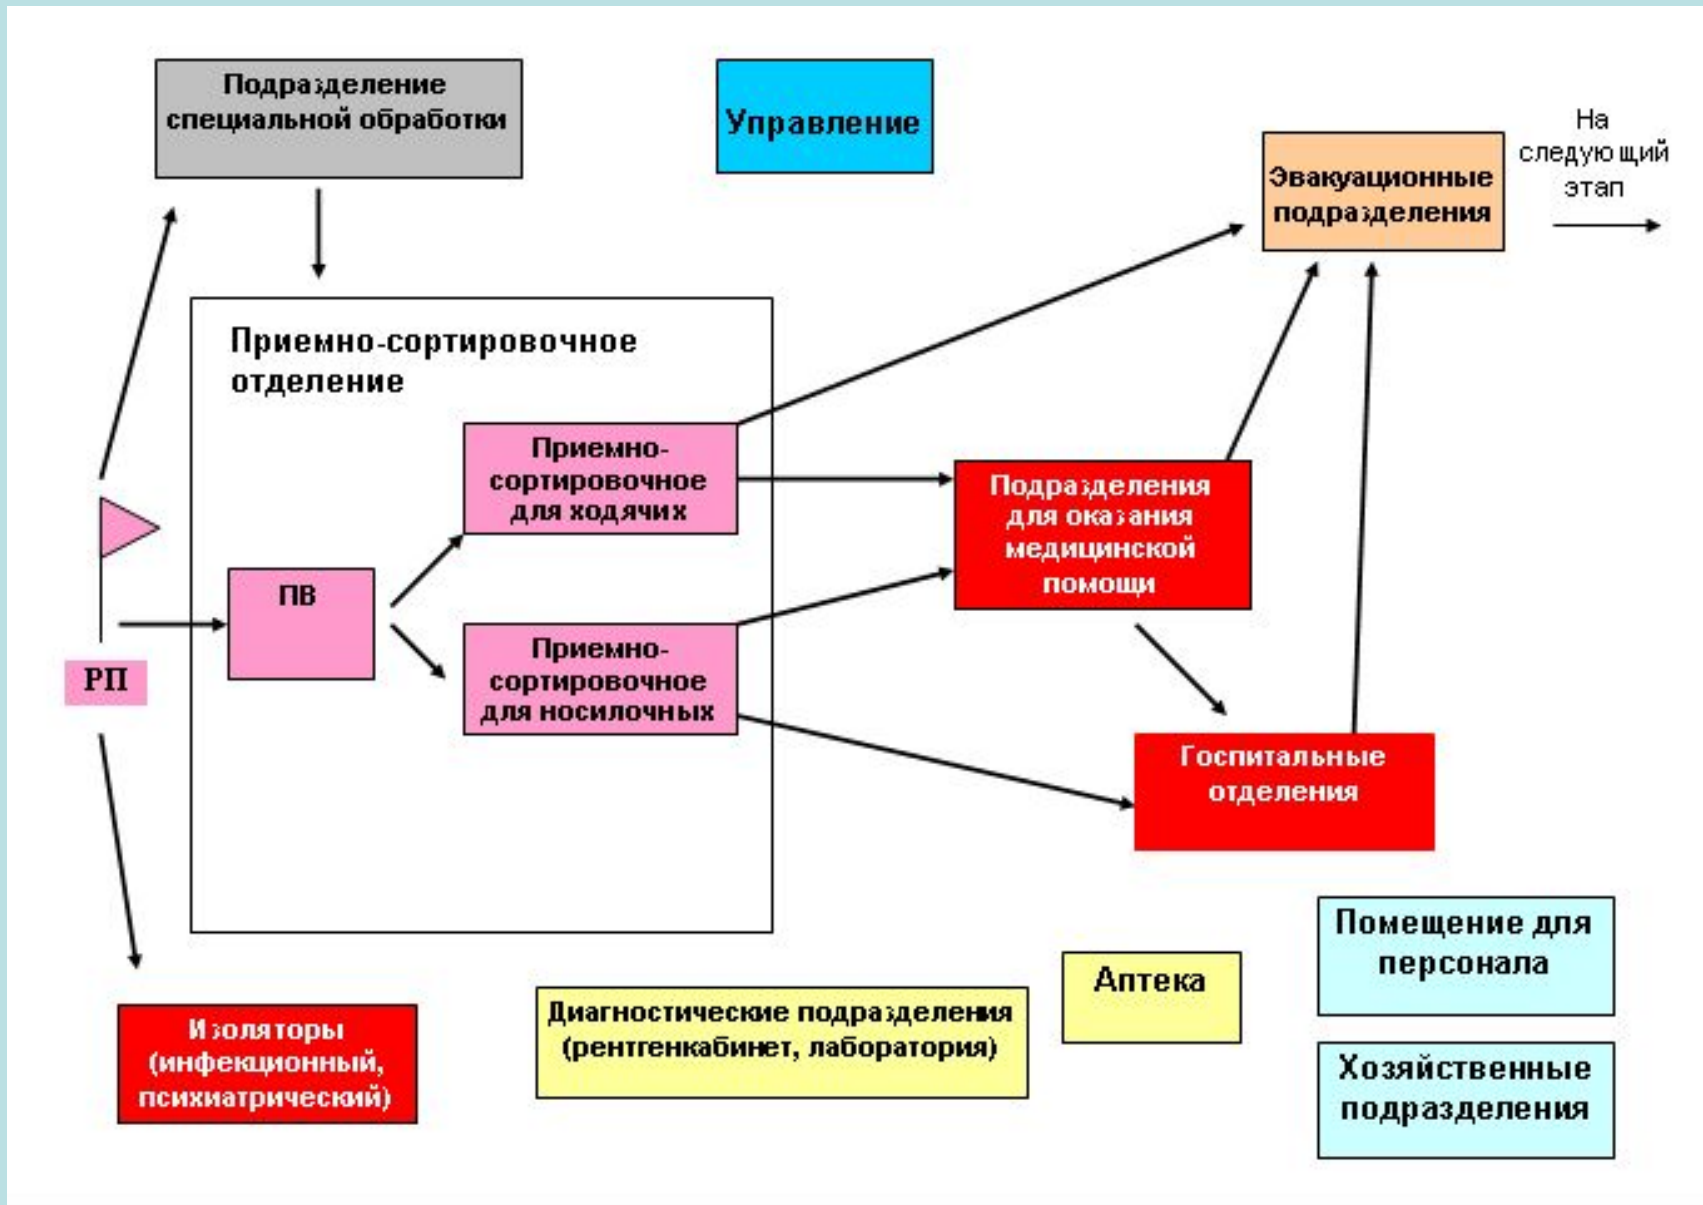 Подразделение
специальной обработки
Управление
На
следующий
этап
Эвакуационные
подразделения
Приемно-сортировочное
отделение
Приемно-
сортировочное
для ходячих
Подразделения
для оказания
медицинской
помощи
ПВ
Приемно-
сортировочное
для носилочных
РП
Госпитальные
отделения
Помещение для
персонала
Аптека
Диагностические подразделения
(рентгенкабинет, лаборатория)
Изоляторы
(инфекционный,
психиатрический)
Хозяйственные
подразделения